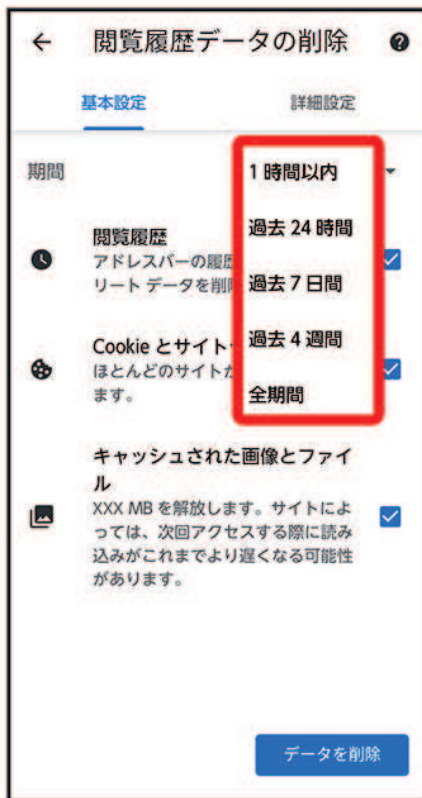 閲覧履歴データの削除
基本設定 詳細設定
期間
1 時間以内
過去 24 時間
過去 7 日間
過去 4 週間
全期間
閲覧履歴
アドレスバーの履歴
リート データを削
Cookie とサイト
ほとんどのサイトか
ます。
キャッシュされた画像とファイ
ル
XXX MB を解放します。サイトによ
っては、次回アクセスする際に読み
込みがこれまでより遅くなる可能性
があります。
データを削除